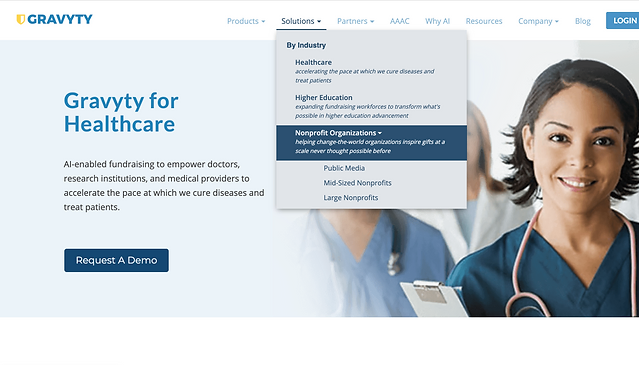 GRAVYTY
Products Solutions Partners AAAC Why AI Resources Company Blog LOGIN
By Industry
Healthcare
accelerating the pace at which we cure diseases and
treat patients
Higher Education
expanding fundraising workforces to transform what's
possible in higher education advancement
Nonprofit Organizations
helping change-the-world organizations inspire gifts at a
scale never thought possible before
Public Media
Mid-Sized Nonprofits
Large Nonprofits
Gravyty for
Healthcare
AI-enabled fundraising to empower doctors,
research institutions, and medical providers to
accelerate the pace at which we cure diseases and
treat patients.
Request A Demo